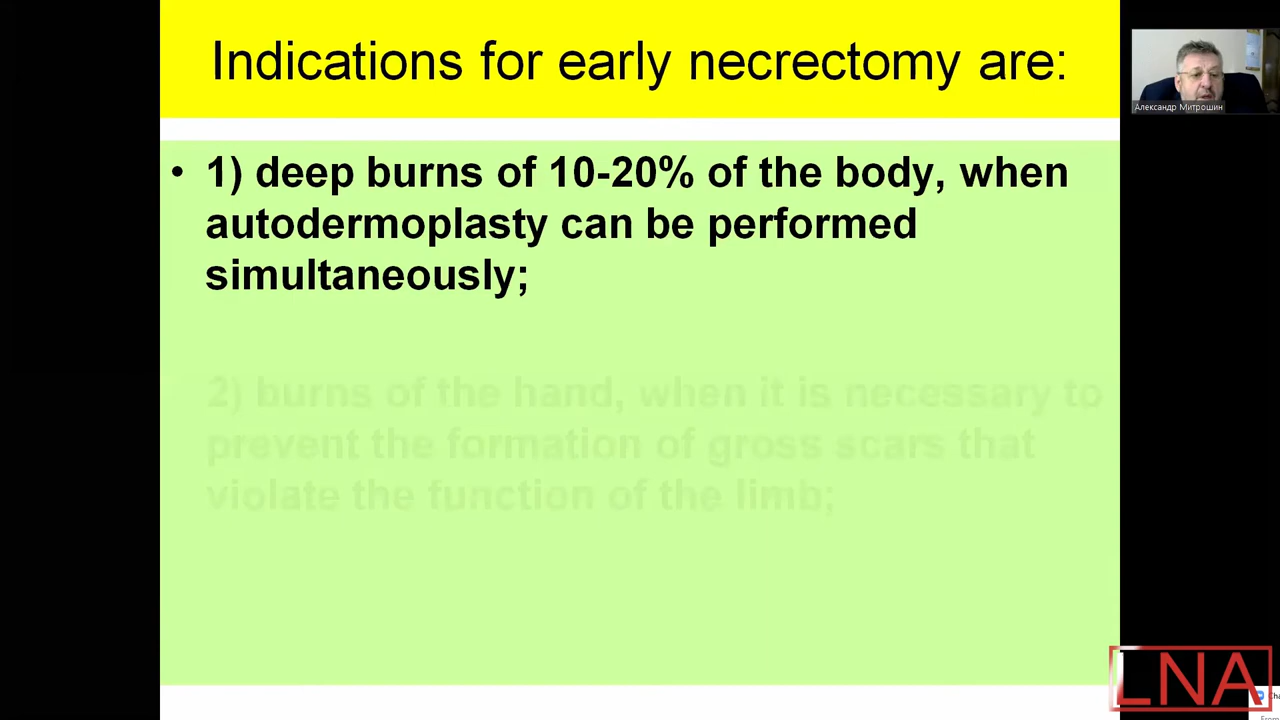 Indications for early necrectomy are:
• 1) deep burns of 10-20% of the body, when
autodermoplasty can be performed
simultaneously;
2) burns of the hand, when it is necessary to
prevent the formation of gross scars that
violate the function of the limb;
Александр Митрошин
LNA